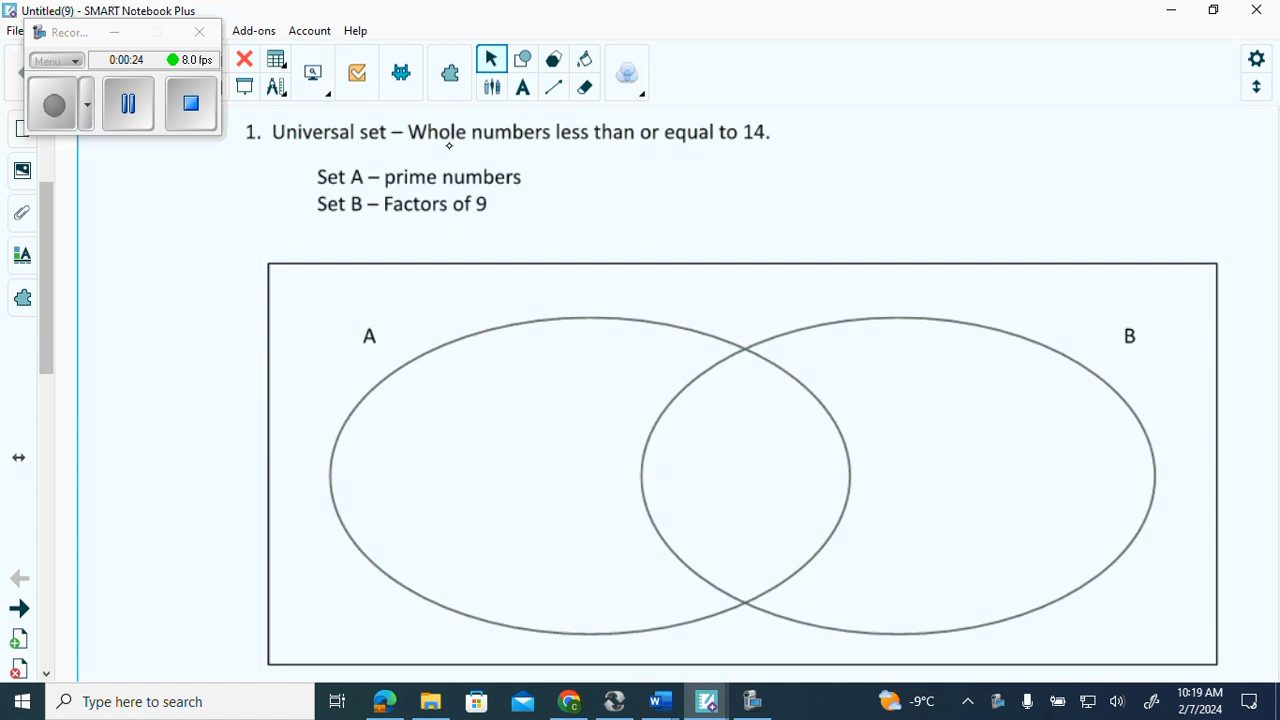 Untitled(9) - SMART Notebook Plus
Recor...
File
Add-ons Account Help
Menu
0:00:24 8.0 fps
1. Universal set – Whole numbers less than or equal to 14.
Set A – prime numbers
Set B – Factors of 9
A
B
Type here to search
-9°C
10:19 AM
2/7/2024